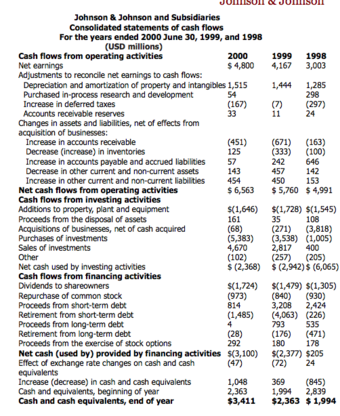 Johnson & Johnson
Johnson & Johnson and Subsidiaries
Consolidated statements of cash flows
For the years ended 2000 June 30, 1999, and 1998
(USD millions)
Cash flows from operating activities 2000 1999 1998
Net earnings $ 4,800 4,167 3,003
Adjustments to reconcile net earnings to cash flows:
Depreciation and amortization of property and intangibles 1,515 1,444 1,285
Purchased in-process research and development 54 298
Increase in deferred taxes (167) (7) (297)
Accounts receivable reserves 33 11 24
Changes in assets and liabilities, net of effects from
acquisition of businesses:
Increase in accounts receivable (451) (671) (163)
Decrease (increase) in inventories 125 (333) (100)
Increase in accounts payable and accrued liabilities 57 242 646
Decrease in other current and non-current assets 143 457 142
Increase in other current and non-current liabilities 454 450 153
Net cash flows from operating activities $ 6,563 $ 5,760 $ 4,991
Cash flows from investing activities
Additions to property, plant and equipment $(1,646) $(1,728) $(1,545)
Proceeds from the disposal of assets 161 35 108
Acquisitions of businesses, net of cash acquired (68) (271) (3,818)
Purchases of investments (5,383) (3,538) (1,005)
Sales of investments 4,670 2,817 400
Other (102) (257) (205)
Net cash used by investing activities $ (2,368) $ (2,942) $ (6,065)
Cash flows from financing activities
Dividends to shareowners $(1,724) $(1,479) $(1,305)
Repurchase of common stock (973) (840) (930)
Proceeds from short-term debt 814 3,208 2,424
Retirement from short-term debt (1,485) (4,063) (226)
Proceeds from long-term debt 4 793 535
Retirement from long-term debt (28) (176) (471)
Proceeds from the exercise of stock options 292 180 178
Net cash (used by) provided by financing activities $(3,100) $(2,377) $205
Effect of exchange rate changes on cash and cash (47) (72) 24
equivalents
Increase (decrease) in cash and cash equivalents 1,048 369 (845)
Cash and cash equivalents, beginning of year 2,363 1,994 2,839
Cash and cash equivalents, end of year $3,411 $2,363 $ 1,994